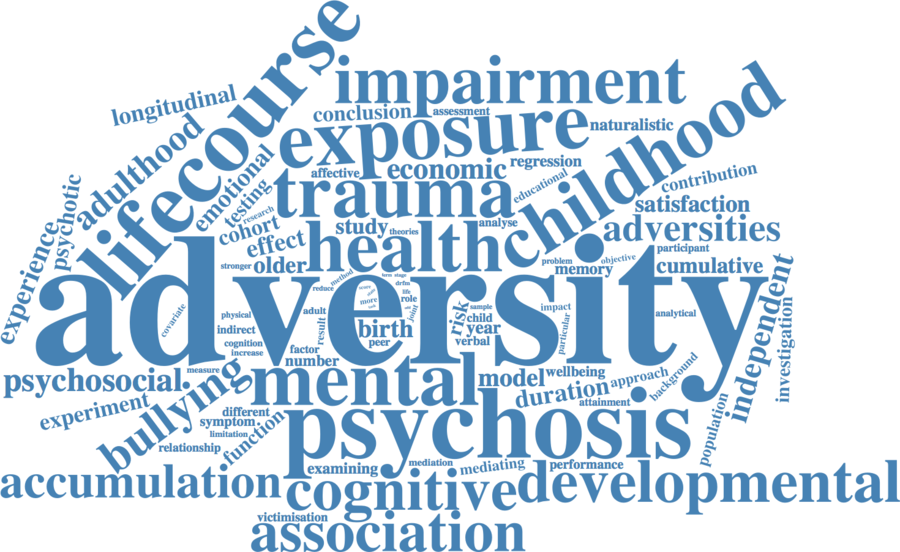 lifecourse
impairment
longitudinal
conclusion
assessment
childhood
exposure
naturalistic
adulthood
emotional
economic
regression
affective
trauma
educational
contribution
psychotic
testing
research
satisfaction
cohort
study
theories
analyse
adversities
experience
effect
health
participant
stronger
older
problem
objective
memory
cumulative
adversity
method
term
stage
reduce
drfm
life
more
role
joint
independent
investigation
covariate
physical
adult
result
birth
peer
risk
sample
child
year
verbal
impact
particular
analytical
indirect
cognition
increase
factor
number
measure
psychosocial
bullying
mental
model
wellbeing
duration
approach
attainment
background
population
experiment
different
symptom
limitation
function
relationship
psychosis
examining
mediation
mediating
performance
accumulation
cognitive
developmental
victimisation
association